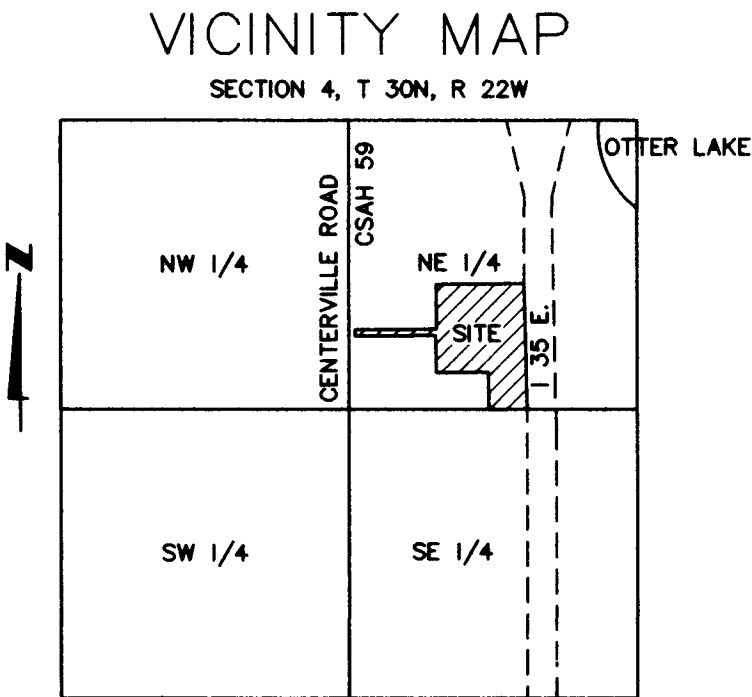 VICINITY MAP
SECTION 4, T 30N, R 22W
OTTER LAKE
CENTERVILLE ROAD
CSAH 59
NW 1/4
NE 1/4
N
SITE
I 35 E.
SW 1/4
SE 1/4